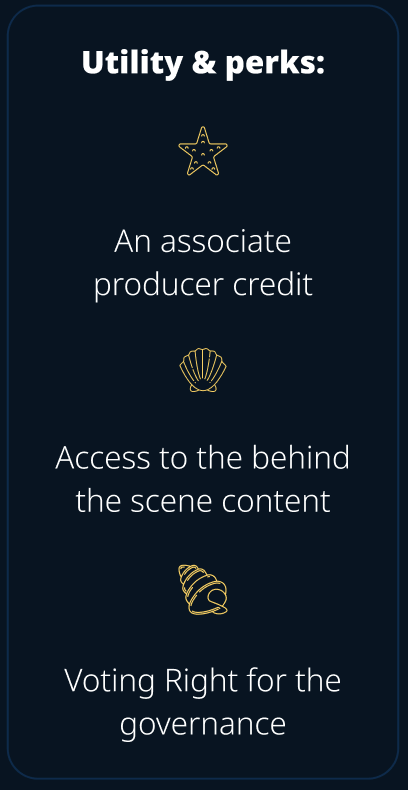 Utility & perks:
An associate
producer credit
Access to the behind
the scene content
Voting Right for the
governance